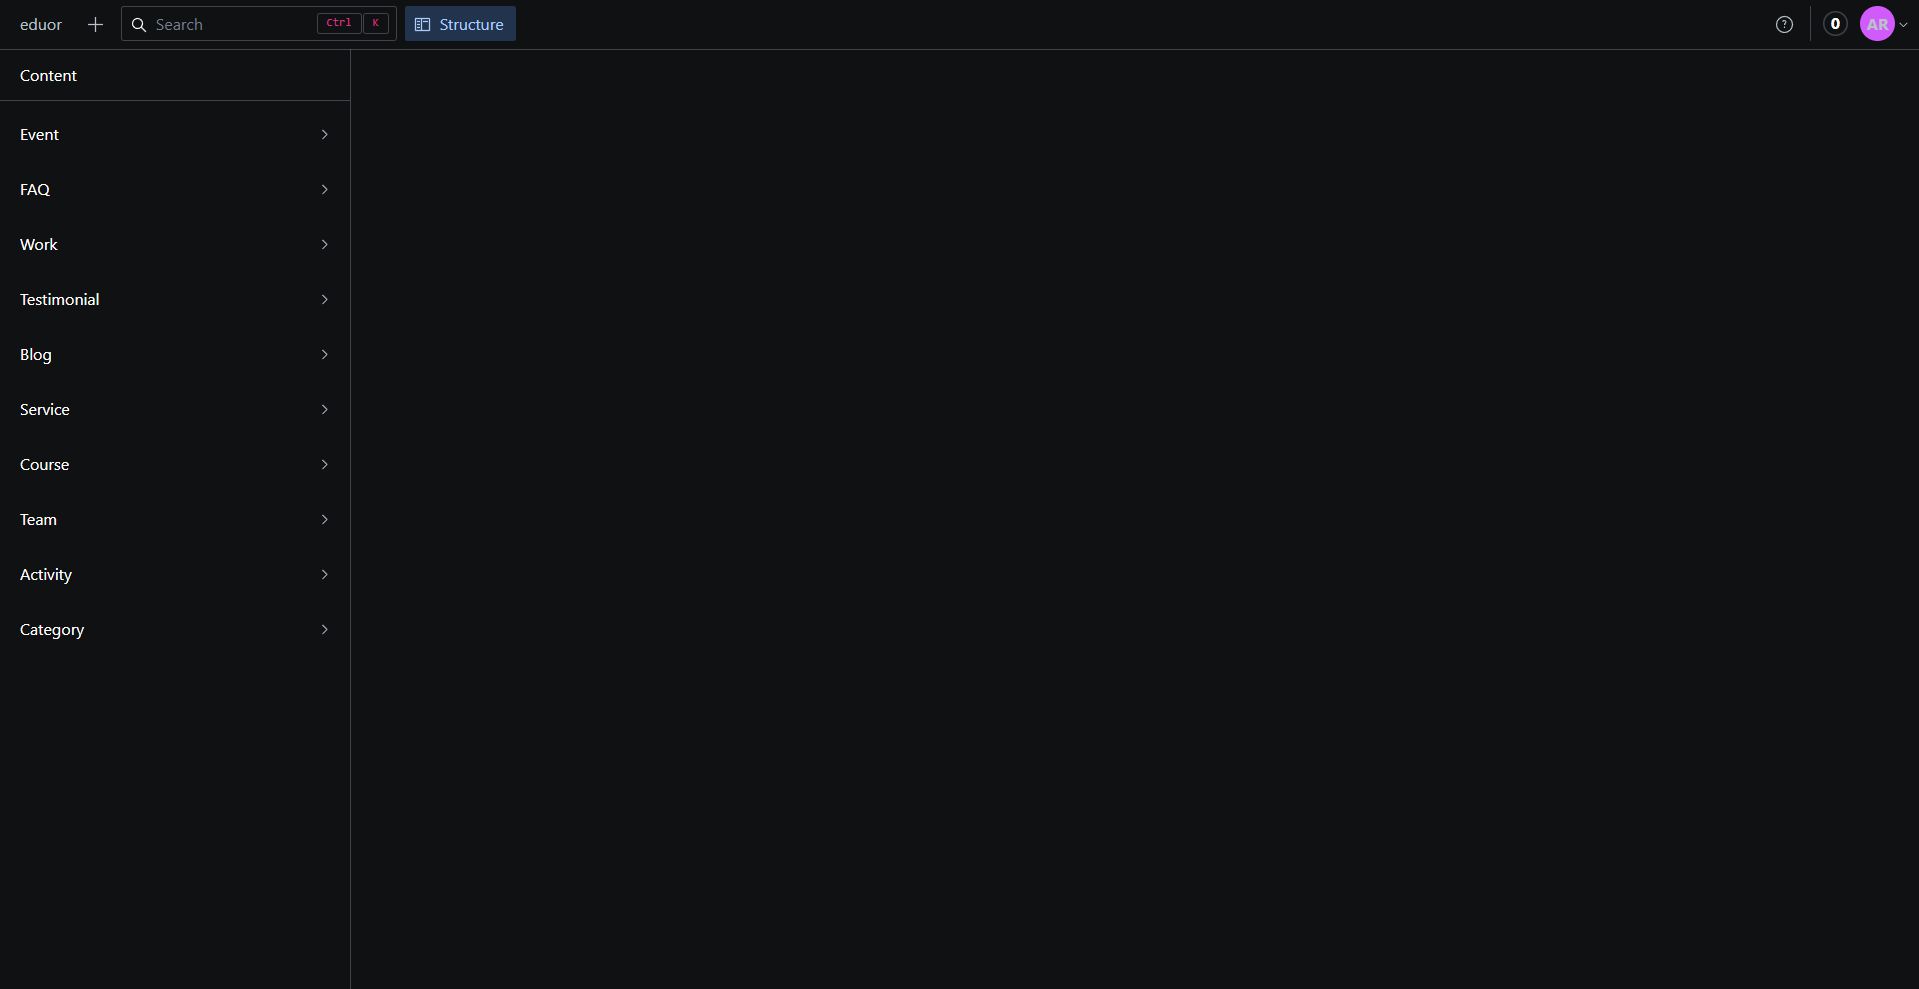 eduor
Search Ctrl K
Structure
?
0
AR
Content
Event
FAQ
Work
Testimonial
Blog
Service
Course
Team
Activity
Category